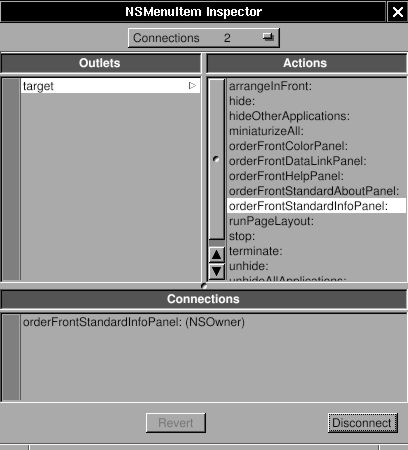 NSMenuItem Inspector
Connections 2
Outlets
target
Actions
arrangeInFront:
hide:
hideOtherApplications:
miniaturizeAll:
orderFrontColorPanel:
orderFrontDataLinkPanel:
orderFrontHelpPanel:
orderFrontStandardAboutPanel:
orderFrontStandardInfoPanel:
runPageLayout:
stop:
terminate:
unhide:
unhideAllApplications:
Connections
orderFrontStandardInfoPanel: (NSOwner)
Revert
Disconnect